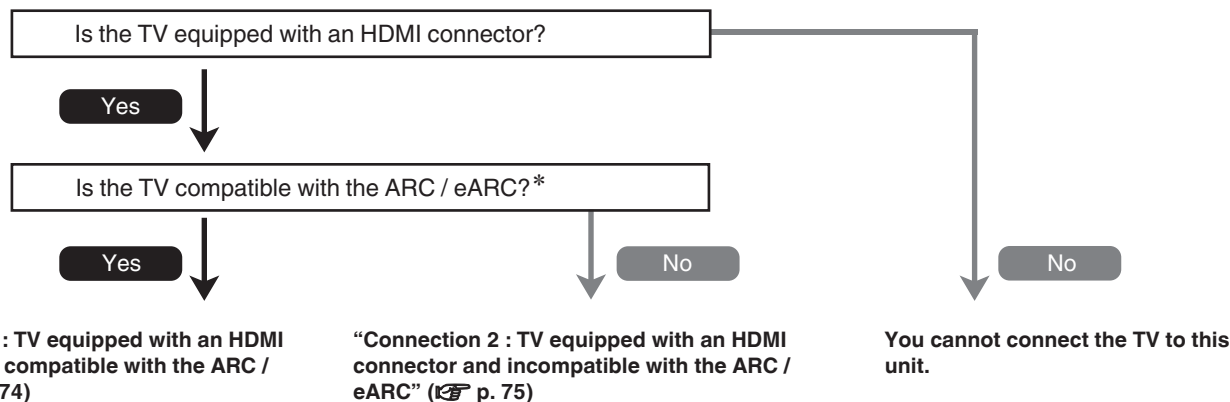 Is the TV equipped with an HDMI connector?
Yes
Is the TV compatible with the ARC / eARC?*
Yes
No
No
: TV equipped with an HDMI
compatible with the ARC /
74)
“Connection 2 : TV equipped with an HDMI
connector and incompatible with the ARC /
eARC” (☞ p. 75)
You cannot connect the TV to this
unit.